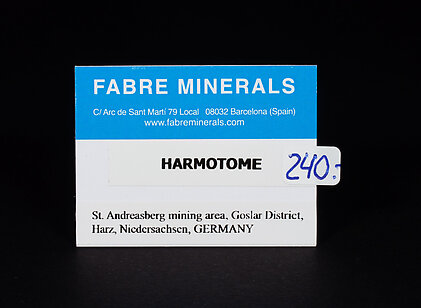 FABRE MINERALS
C/ Arc de Sant Martí 79 Local 08032 Barcelona (Spain)
www.fabreminerals.com
HARMOTOME
240.-
St. Andreasberg mining area, Goslar District,
Harz, Niedersachsen, GERMANY